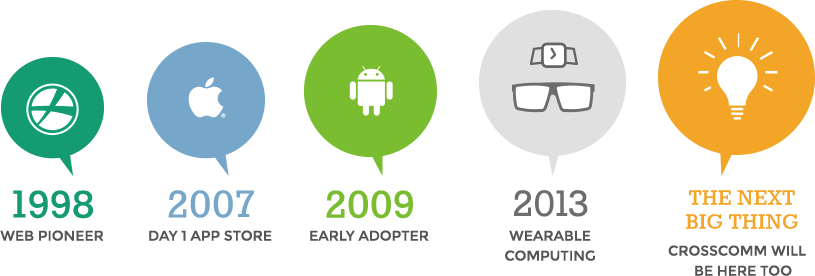 1998
WEB PIONEER
2007
DAY 1 APP STORE
2009
EARLY ADOPTER
2013
WEARABLE
COMPUTING
THE NEXT
BIG THING
CROSSCOMM WILL
BE HERE TOO